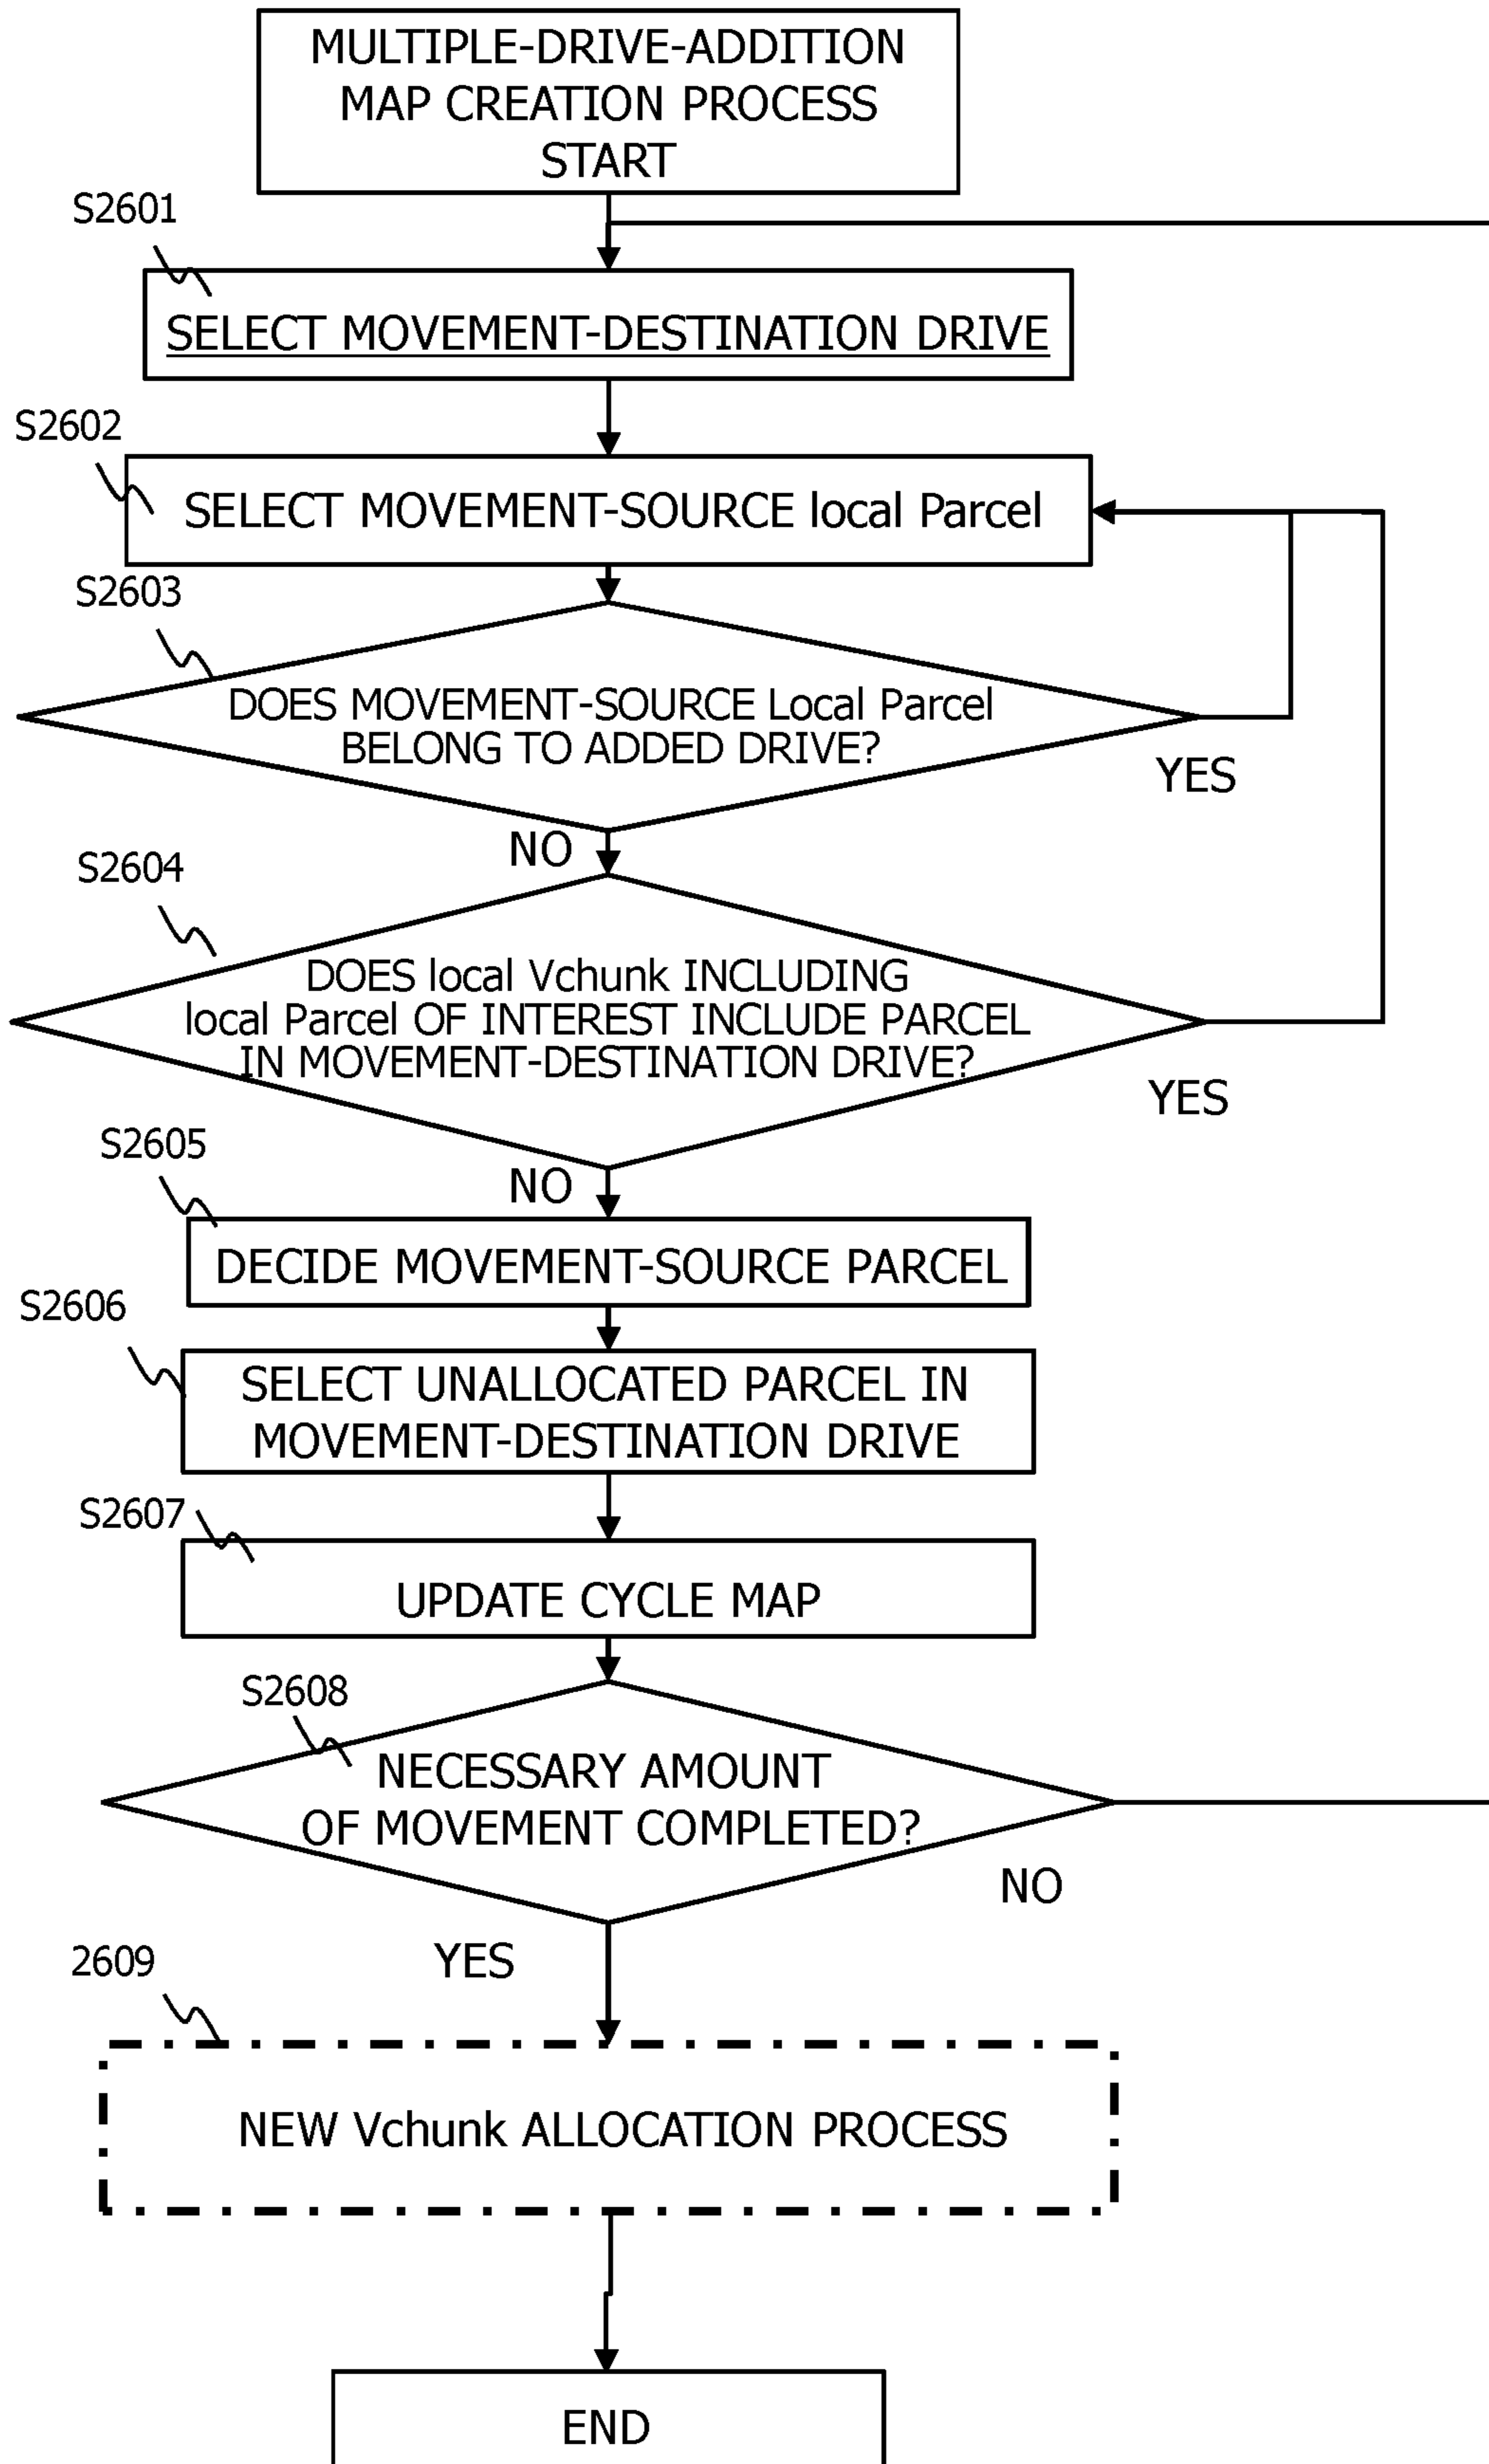 MULTIPLE-DRIVE-ADDITION
MAP CREATION PROCESS
START
S2601
SELECT MOVEMENT-DESTINATION DRIVE
S2602
SELECT MOVEMENT-SOURCE local Parcel
S2603
DOES MOVEMENT-SOURCE Local Parcel
BELONG TO ADDED DRIVE?
YES
NO
S2604
DOES local Vchunk INCLUDING
local Parcel OF INTEREST INCLUDE PARCEL
IN MOVEMENT-DESTINATION DRIVE?
YES
S2605
NO
DECIDE MOVEMENT-SOURCE PARCEL
S2606
SELECT UNALLOCATED PARCEL IN
MOVEMENT-DESTINATION DRIVE
S2607
UPDATE CYCLE MAP
S2608
NECESSARY AMOUNT
OF MOVEMENT COMPLETED?
NO
YES
2609
NEW Vchunk ALLOCATION PROCESS
END